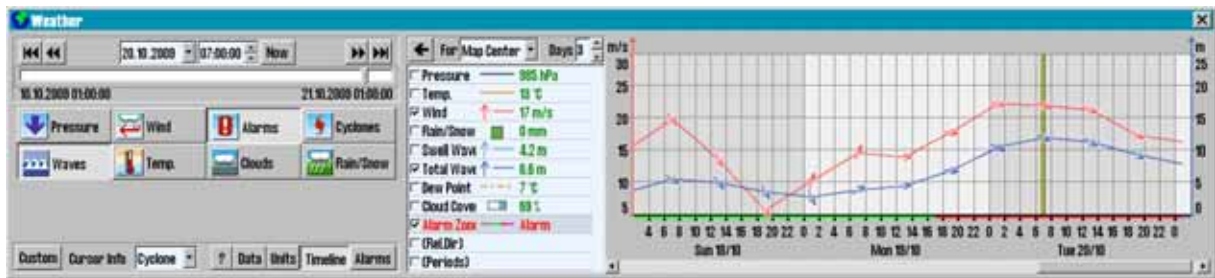 Weather
20.10.2009 07:00:00 Now
10.10.2009 01:00:00 21.10.2009 01:00:00
Pressure Wind Alarms Cyclones
Waves Temp. Clouds Rain/Snow
Custom Cursor Info Cyclone ? Data Units Timeline Alarms
For Map Center Days 3
Pressure 985 hPa
Temp. 10 °C
Wind 17 m/s
Rain/Snow 0 mm
Swell Wave 4.2 m
Total Wave 6.6 m
Dew Point 7 °C
Cloud Cove
Alarm Zone Alarm
(Rel.Dir)
(Periods)
m/s
30
25
20
15
10
5
m
25
20
15
10
5
0
4 6 8 10 12 14 16 18 20 22 0 2 4 6 8 10 12 14 16 18 20 22 0 2 4 6 8 10 12 14 16 18 20 22 0
Sun 18/10 Mon 19/10 Tue 20/10